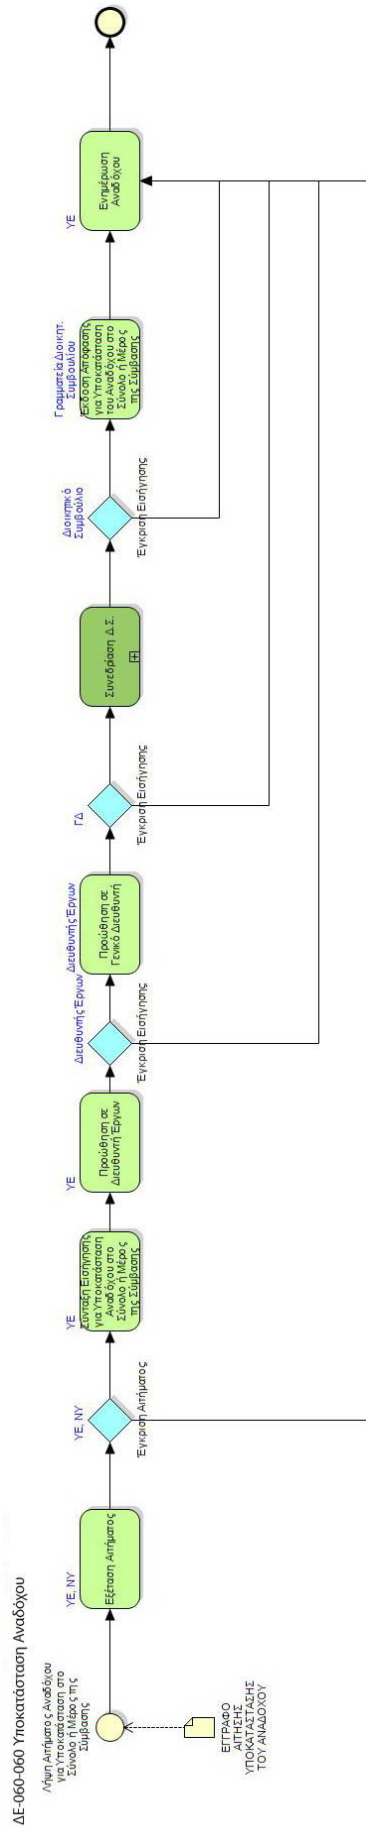 ΔΕ-060-060 Υποκατάσταση Αναδόχου
Λήψη Αιτήματος Αναδόχου
για Υποκατάσταση στο
Σύνολο ή Μέρος της
Σύμβασης
ΕΓΓΡΑΦΟ
ΑΙΤΗΣΗΣ
ΥΠΟΚΑΤΑΣΤΑΣΗΣ
ΤΟΥ ΑΝΑΔΟΧΟΥ
ΥΕ, ΝΥ
Εξέταση Αιτήματος
ΥΕ, ΝΥ
Έγκριση Αιτήματος
ΥΕ
Σύνταξη Εισήγησης
για Υποκατάσταση
Αναδόχου στο
Σύνολο ή Μέρος
της Σύμβασης
ΥΕ
Προώθηση σε
Διευθυντή Έργων
Διευθυντής Έργων
Έγκριση Εισήγησης
Διευθυντής Έργων
Προώθηση σε
Γενικό Διευθυντή
ΓΔ
Έγκριση Εισήγησης
Συνεδρίαση Δ.Σ.
Διοικητικό
Συμβούλιο
Έγκριση Εισήγησης
Γραμματεία Διοικητ.
Συμβουλίου
Έκδοση Απόφασης
για Υποκατάσταση
του Αναδόχου στο
Σύνολο ή Μέρος
της Σύμβασης
ΥΕ
Ενημέρωση
Αναδόχου